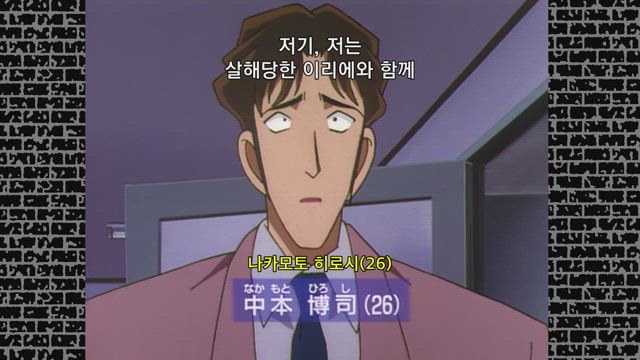 저기, 저는
살해당한 이리에와 함께
나카모토 히로시(26)
なか もと ひろ し
中本 博司(26)